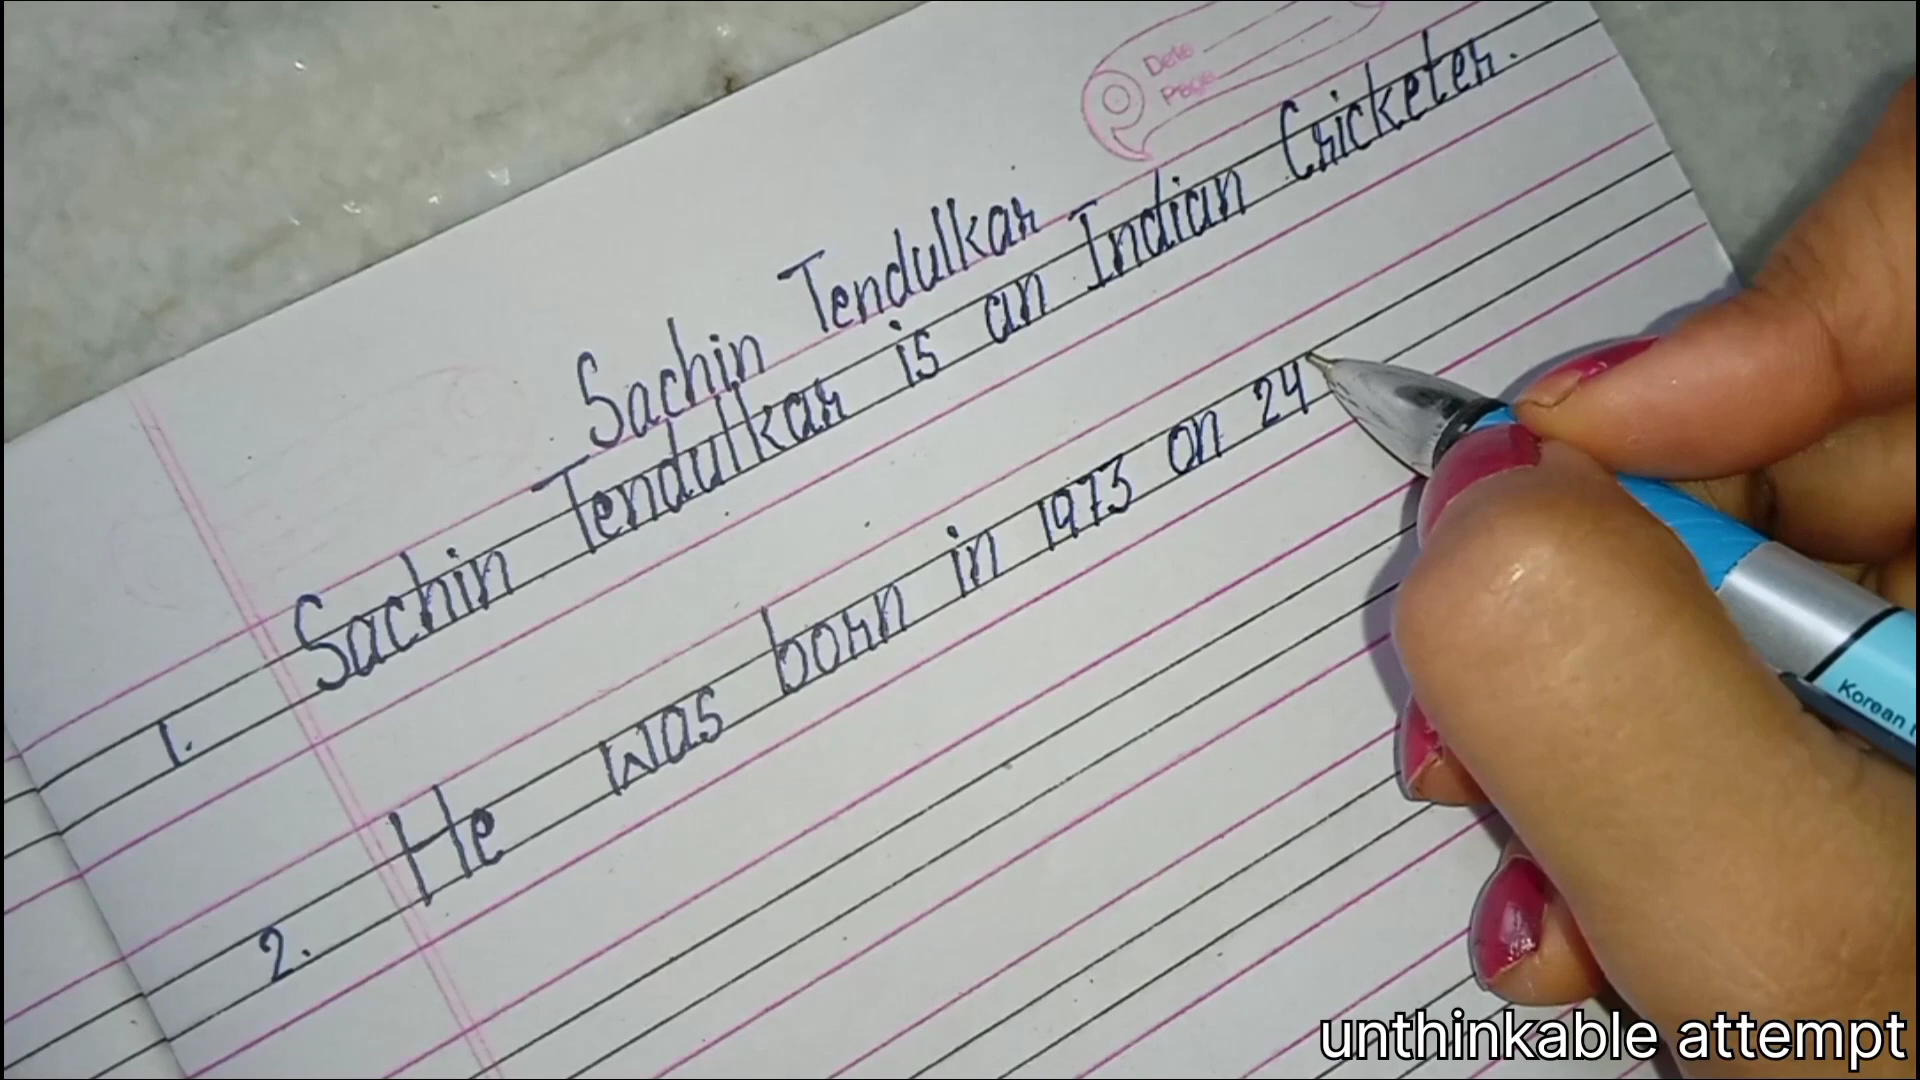 Date
Page
Sachin Tendulkar
1. Sachin Tendulkar is an Indian Cricketer.
2. He was born in 1973 on 24
Korean
unthinkable attempt